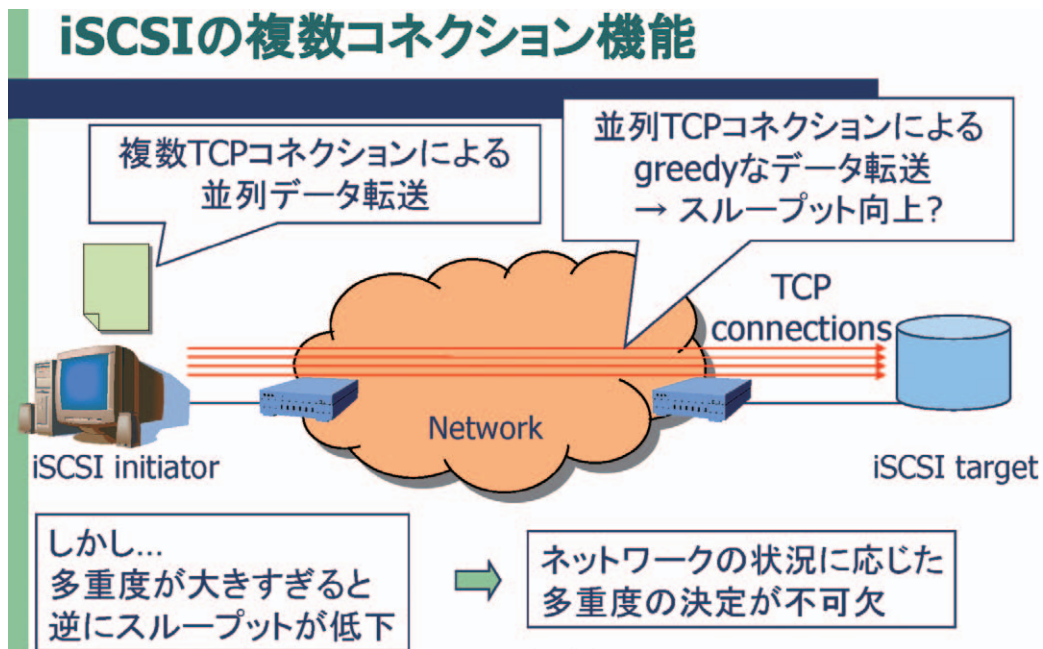 iSCSIの複数コネクション機能
複数TCPコネクションによる
並列データ転送
並列TCPコネクションによる
greedyなデータ転送
→ スループット向上?
TCP
connections
Network
iSCSI initiator
iSCSI target
しかし...
多重度が大きすぎると
逆にスループットが低下
ネットワークの状況に応じた
多重度の決定が不可欠